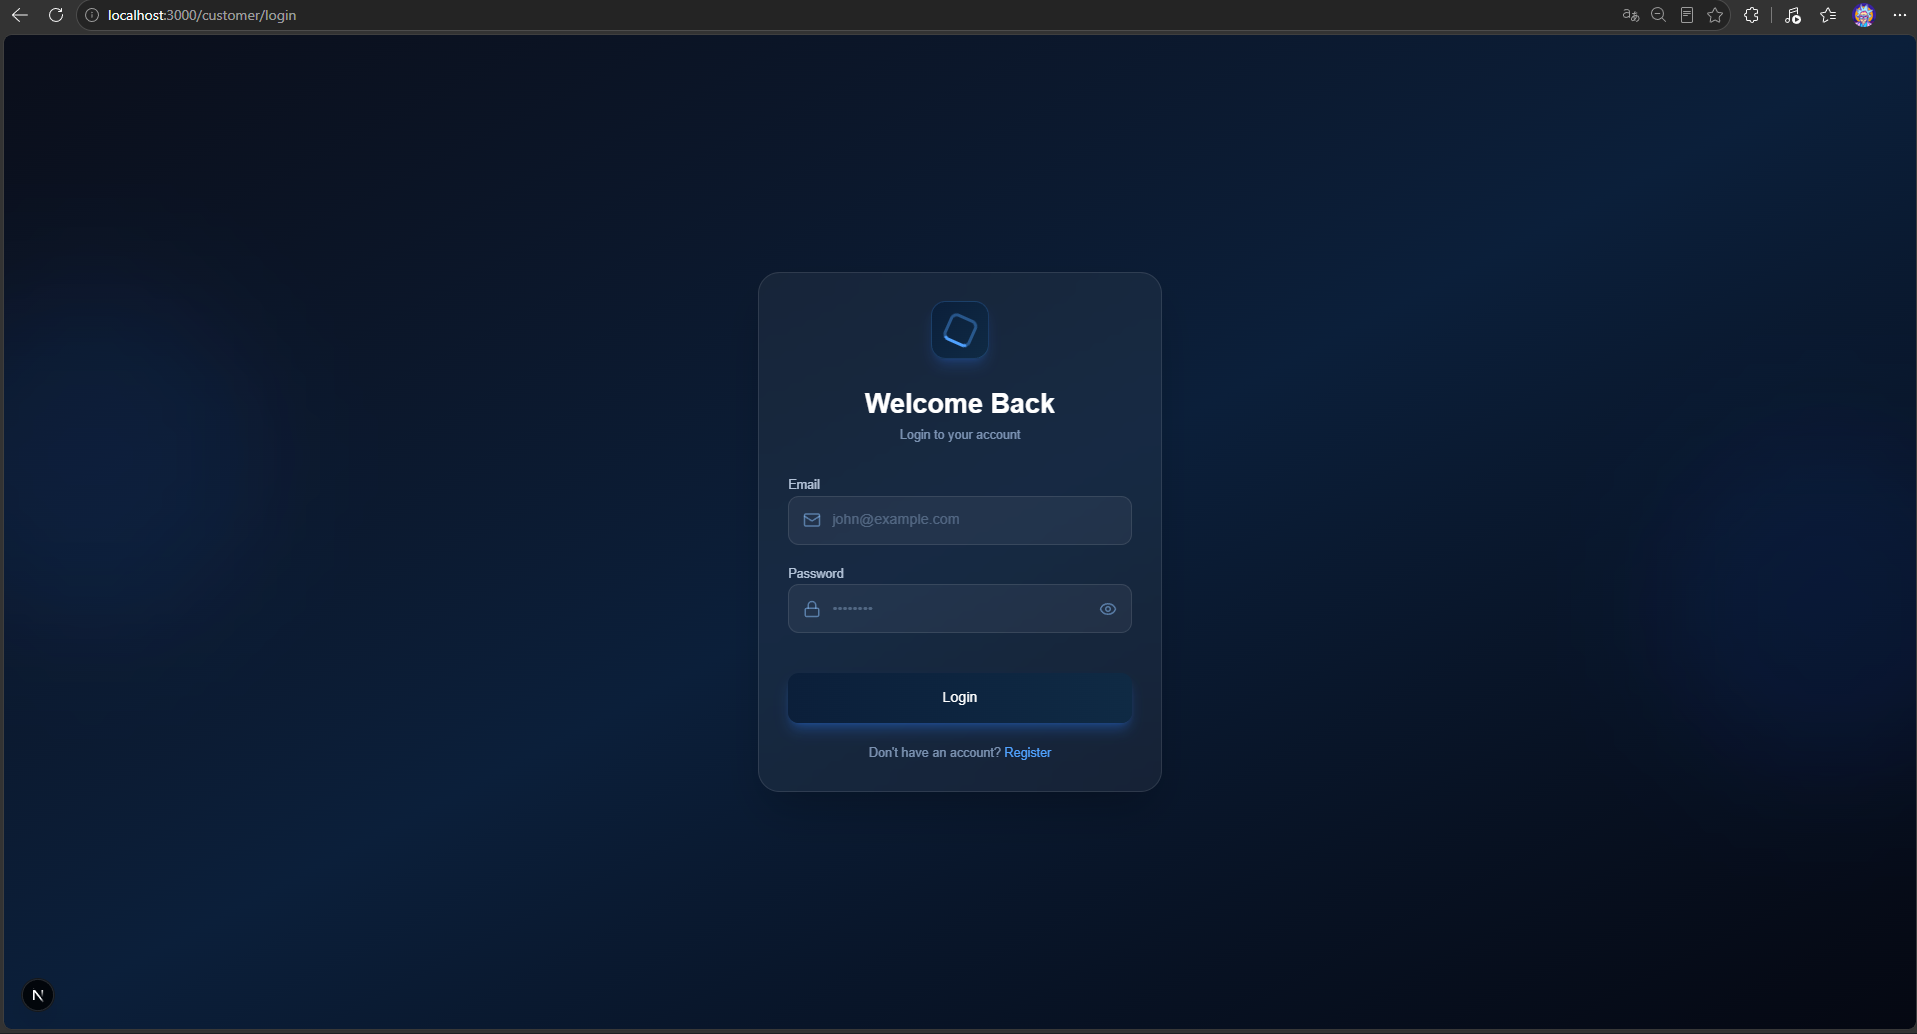 localhost:3000/customer/login
Welcome Back
Login to your account
Email
john@example.com
Password
••••••••
Login
Don't have an account? Register
N